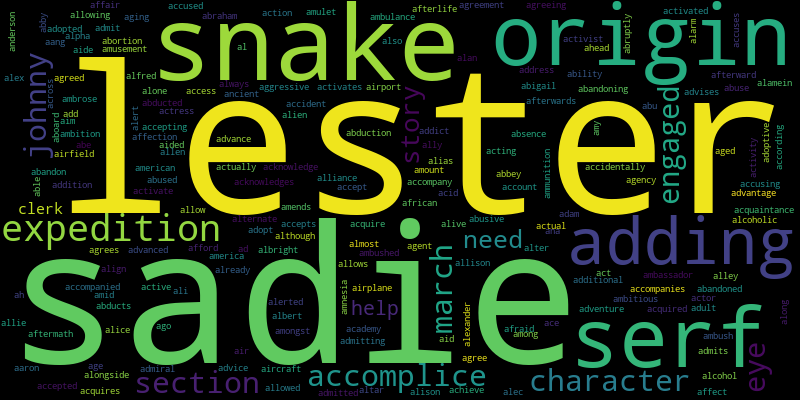 affair accused abraham action amulet afterlife agreement agreeing
abby adopted allowing admit aging ambulance activated
anderson aang alpha abortion also activist ahead abruptly alarm accuses
aide amusement snake origin
johnny agreed alfred al alan
alex across alone access always aggressive activates airport address ability abandoning afterward advises alamein
abducted ancient story abigail afterwards abu abuse
ambrose add actress accident engaged
aboard aim alert accepting alien addict absence amy adoptive according
ambition abe affection aided advance abduction ally alias acting accidentally aged activity
airfield lester
abandon american allen actually acknowledge alliance amount abbey ammunition agency accusing
able addition abused activate acknowledges accept accompany acid account advantage
clerk allow amends african adam acquaintance
expedition alternate accepts acquire alive abusive actual alcoholic
adopt although need adding
agrees advanced afford ad america albright almost ambushed agent alter
align already allows march allison act ambassador alley
ah accompanied amid active ali sadie amnesia airplane additional accompanies abandoned
abducts alerted help ambitious actor adult along
allie aftermath alice ago albert amongst academy alexander adventure acquired ambush
admitting aid afraid ace among serf admits
aaron age admiral air advice aircraft accomplice agree eye
accepted alongside section character alcohol
acquires allowed admitted altar alison achieve alec affect